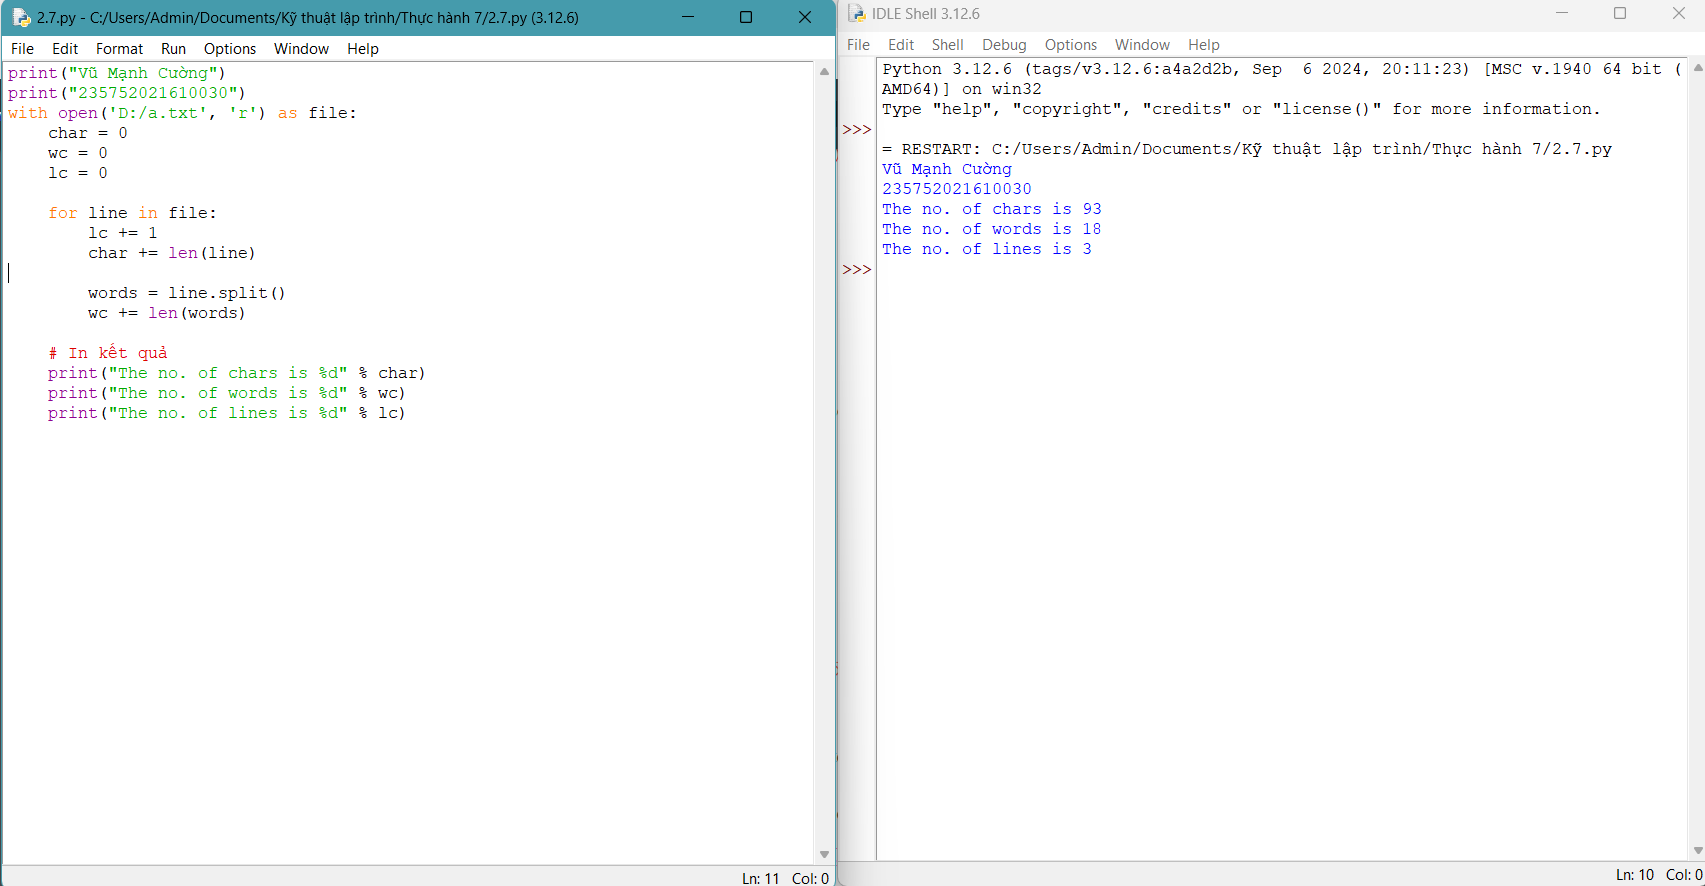 2.7.py - C:/Users/Admin/Documents/Kỹ thuật lập trình/Thực hành 7/2.7.py (3.12.6)
File Edit Format Run Options Window Help
print("Vũ Mạnh Cường")
print("235752021610030")
with open('D:/a.txt', 'r') as file:
    char = 0
    wc = 0
    lc = 0
    for line in file:
        lc += 1
        char += len(line)
        words = line.split()
        wc += len(words)
    # In kết quả
    print("The no. of chars is %d" % char)
    print("The no. of words is %d" % wc)
    print("The no. of lines is %d" % lc)
Ln: 11 Col: 0
IDLE Shell 3.12.6
File Edit Shell Debug Options Window Help
Python 3.12.6 (tags/v3.12.6:a4a2d2b, Sep  6 2024, 20:11:23) [MSC v.1940 64 bit (
AMD64)] on win32
Type "help", "copyright", "credits" or "license()" for more information.
>>>
= RESTART: C:/Users/Admin/Documents/Kỹ thuật lập trình/Thực hành 7/2.7.py
Vũ Mạnh Cường
235752021610030
The no. of chars is 93
The no. of words is 18
The no. of lines is 3
>>>
Ln: 10 Col: 0